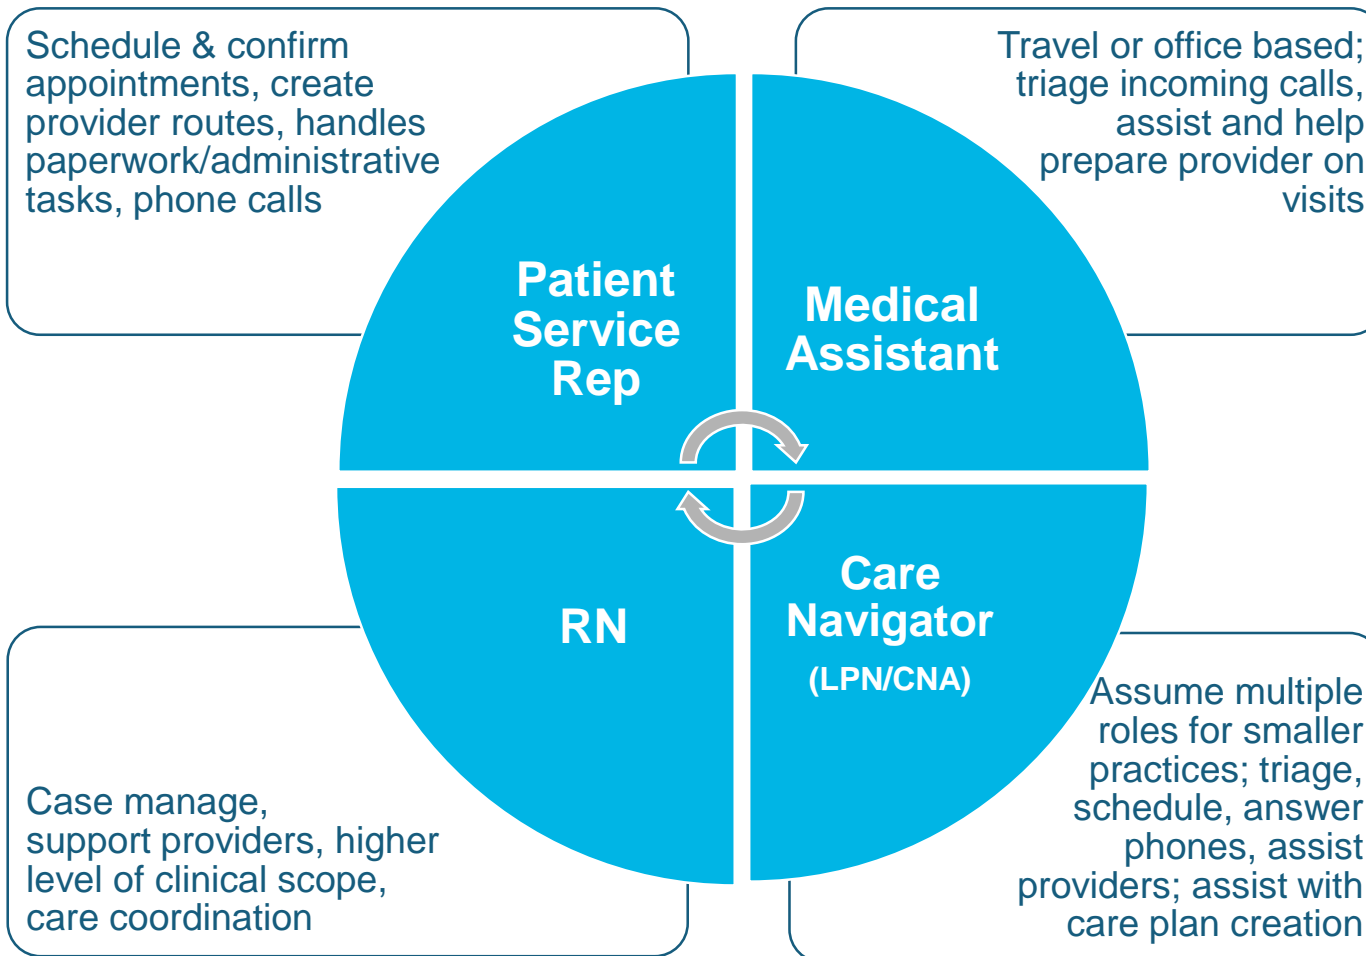 Schedule & confirm
appointments, create
provider routes, handles
paperwork/administrative
tasks, phone calls
Travel or office based;
triage incoming calls,
assist and help
prepare provider on
visits
Patient
Service
Rep
Medical
Assistant
RN
Care
Navigator
(LPN/CNA)
Case manage,
support providers, higher
level of clinical scope,
care coordination
Assume multiple
roles for smaller
practices; triage,
schedule, answer
phones, assist
providers; assist with
care plan creation